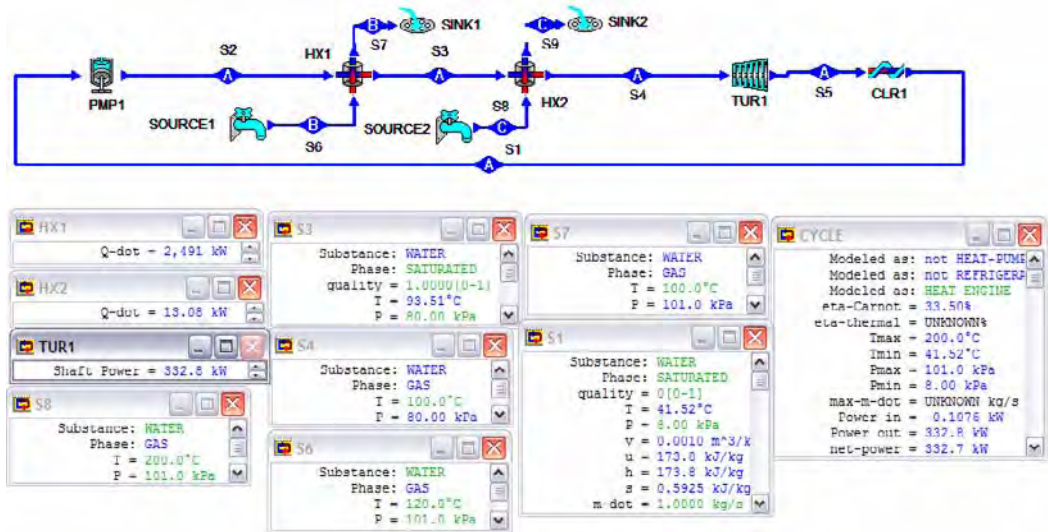 SINK1
SINK2
B
S7
C
S9
S2
HX1
S3
A
A
A
A
PMP1
S4
TUR1
S5
CLR1
SOURCE1
B
S6
SOURCE2
S8
C
S1
HX2
A
HX1
Q-dot = 2,491 kW
HX2
Q-dot = 13.08 kW
TUR1
Shaft Power = 332.8 kW
S8
Substance: WATER
Phase: GAS
T = 200.0°C
P = 101.0 kPa
S3
Substance: WATER
Phase: SATURATED
quality = 1.0000[0-1]
T = 93.51°C
P = 80.00 kPa
S4
Substance: WATER
Phase: GAS
T = 100.0°C
P = 80.00 kPa
S6
Substance: WATER
Phase: GAS
T = 120.0°C
P = 101.0 kPa
S7
Substance: WATER
Phase: GAS
T = 100.0°C
P = 101.0 kPa
S1
Substance: WATER
Phase: SATURATED
quality = 0[0-1]
T = 41.52°C
P = 8.00 kPa
v = 0.0010 m^3/k
u = 173.8 kJ/kg
h = 173.8 kJ/kg
s = 0.5925 kJ/kg
m-dot = 1.0000 kg/s
CYCLE
Modeled as: not HEAT-PUMP
Modeled as: not REFRIGERA
Modeled as: HEAT ENGINE
eta-Carnot = 33.50%
eta-thermal = UNKNOWN%
Tmax = 200.0°C
Tmin = 41.52°C
Pmax = 101.0 kPa
Pmin = 8.00 kPa
max-m-dot = UNKNOWN kg/s
Power in = 0.1076 kW
Power out = 332.8 kW
net-power = 332.7 kW